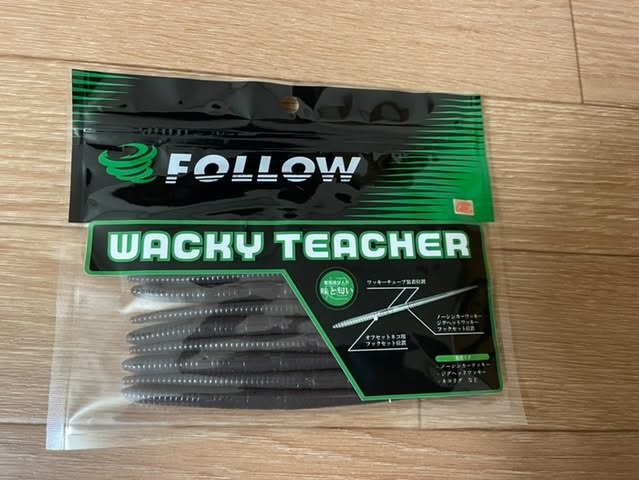 FOLLOW
WACKY TEACHER
味と匂い
ワッキーチューブ装着位置
ノーシンカーワッキー
ジグヘッドワッキー
フックセット位置
オフセットネコ用
フックセット位置
・ノーシンカーワッキー
・ジグヘッドワッキー
・ネコリグ など